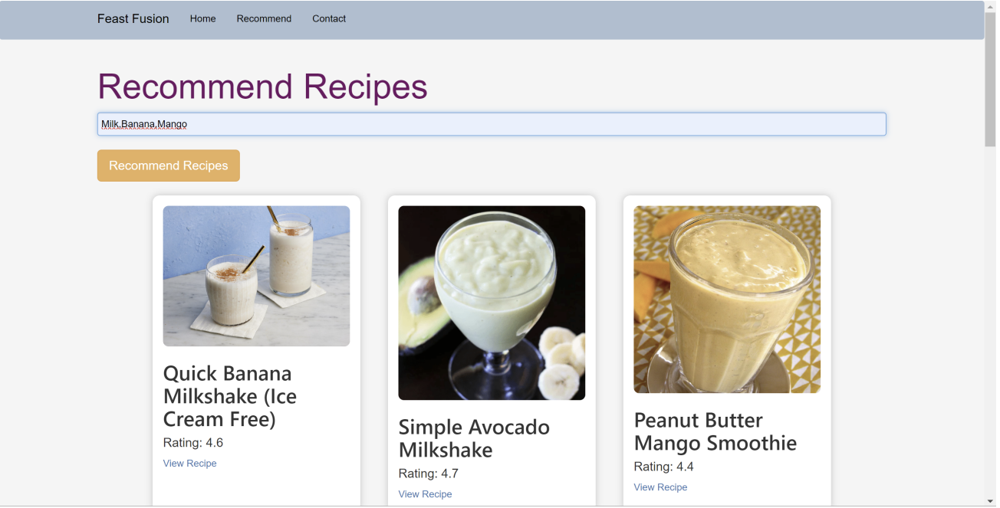 Feast Fusion Home Recommend Contact
Recommend Recipes
Milk,Banana,Mango
Recommend Recipes
Quick Banana
Milkshake (Ice
Cream Free)
Rating: 4.6
View Recipe
Simple Avocado
Milkshake
Rating: 4.7
View Recipe
Peanut Butter
Mango Smoothie
Rating: 4.4
View Recipe